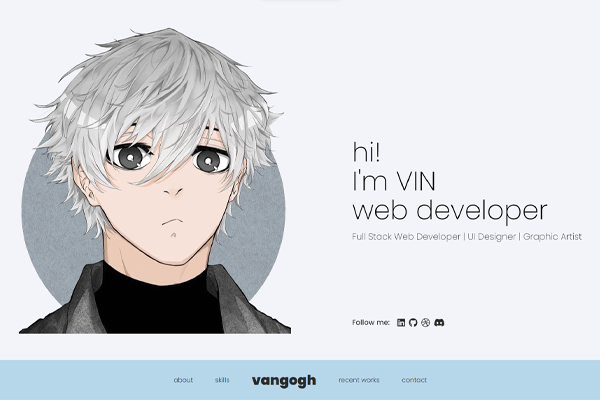 hi!
I'm VIN
web developer
Full Stack Web Developer | UI Designer | Graphic Artist
Follow me:
about skills vangogh recent works contact